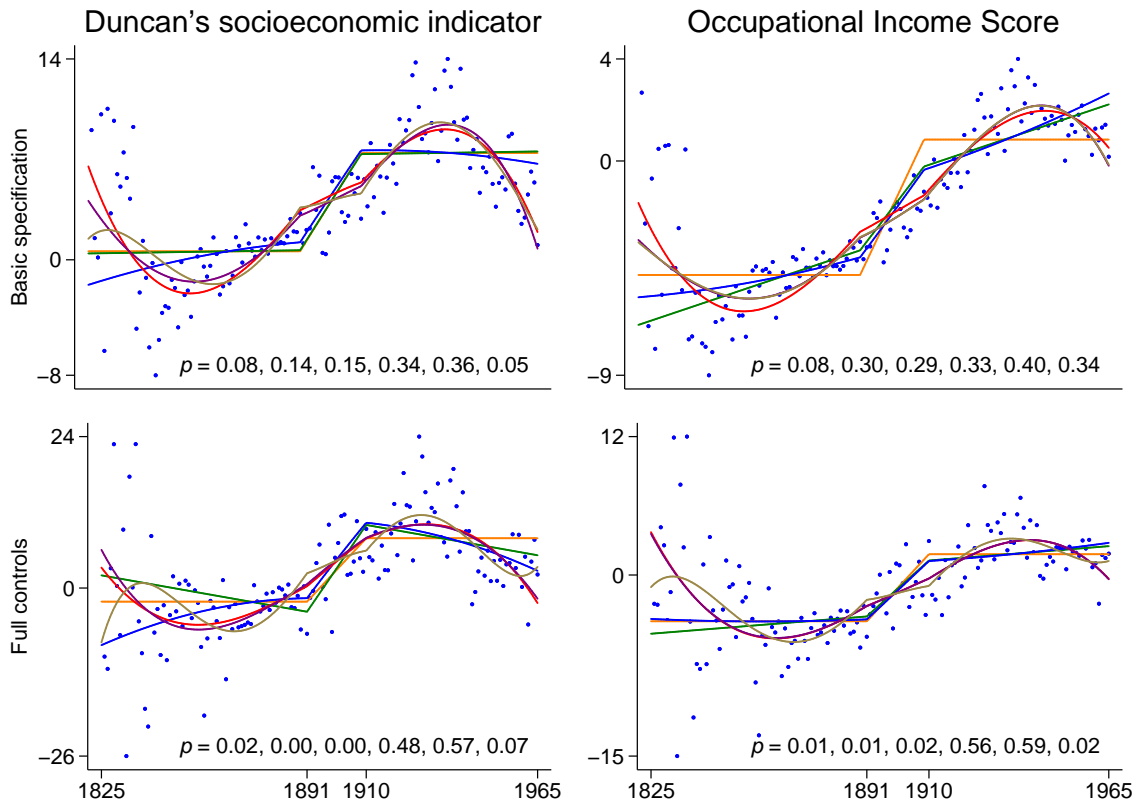 Duncan’s socioeconomic indicator
Occupational Income Score
Basic specification
14
0
−8
p = 0.08, 0.14, 0.15, 0.34, 0.36, 0.05
4
0
−9
p = 0.08, 0.30, 0.29, 0.33, 0.40, 0.34
Full controls
24
0
−26
p = 0.02, 0.00, 0.00, 0.48, 0.57, 0.07
1825 1891 1910 1965
12
0
−15
p = 0.01, 0.01, 0.02, 0.56, 0.59, 0.02
1825 1891 1910 1965